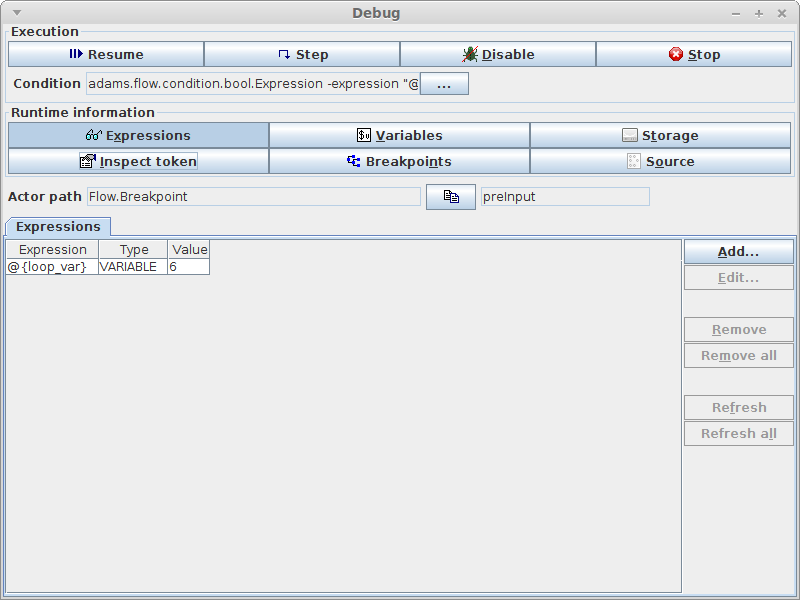 Debug
Execution
Resume Step Disable Stop
Condition adams.flow.condition.bool.Expression -expression "@ ...
Runtime information
Expressions $v Variables Storage
Inspect token Breakpoints Source
Actor path Flow.Breakpoint preInput
Expressions
Expression Type Value
@{loop_var} VARIABLE 6
Add...
Edit...
Remove
Remove all
Refresh
Refresh all